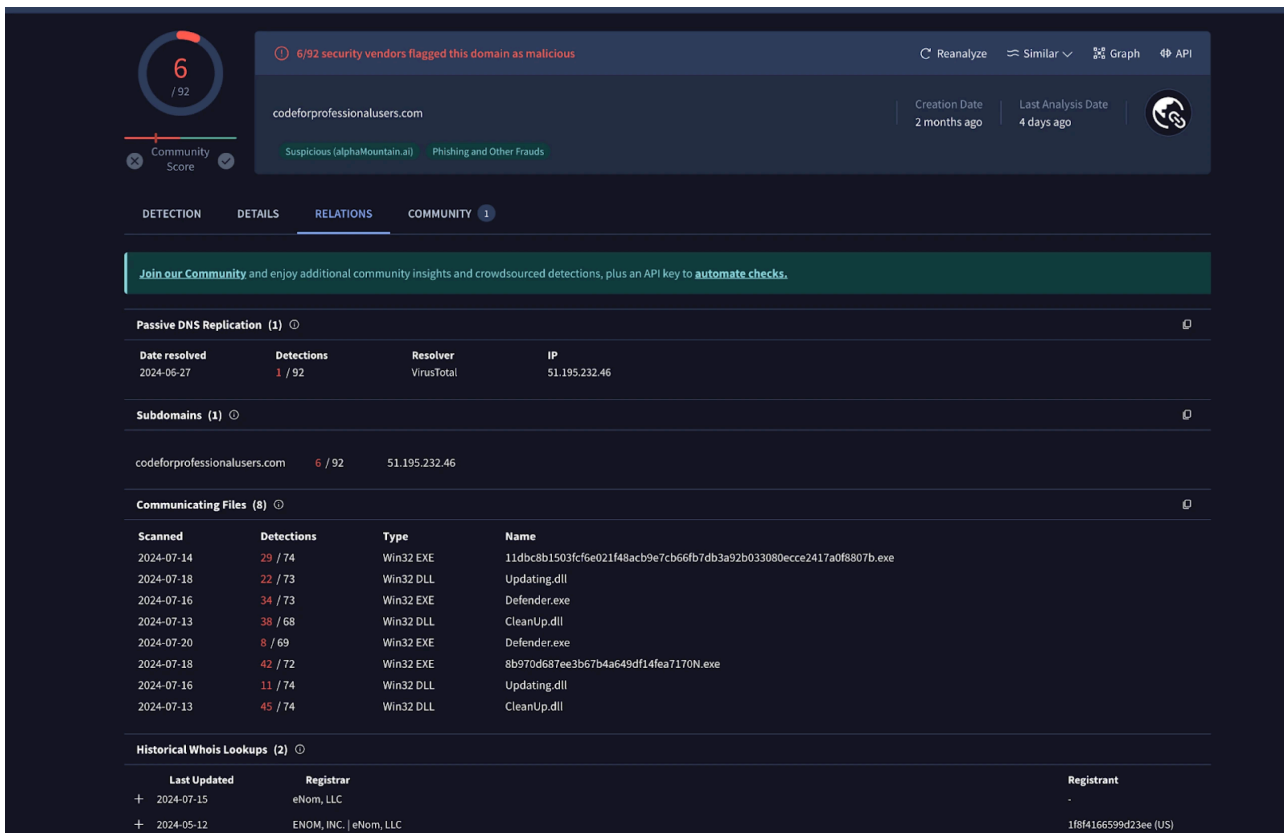 6
/ 92
Community
Score
6/92 security vendors flagged this domain as malicious
Reanalyze Similar Graph API
codeforprofessionalusers.com
Creation Date
2 months ago
Last Analysis Date
4 days ago
Suspicious (alphaMountain.ai) Phishing and Other Frauds
DETECTION DETAILS RELATIONS COMMUNITY 1
Join our Community and enjoy additional community insights and crowdsourced detections, plus an API key to automate checks.
Passive DNS Replication (1)
Date resolved Detections Resolver IP
2024-06-27 1 / 92 VirusTotal 51.195.232.46
Subdomains (1)
codeforprofessionalusers.com 6 / 92 51.195.232.46
Communicating Files (8)
Scanned Detections Type Name
2024-07-14 29 / 74 Win32 EXE 11dbc8b1503fcf6e021f48acb9e7cb66fb7db3a92b033080ecce2417a0f8807b.exe
2024-07-18 22 / 73 Win32 DLL Updating.dll
2024-07-16 34 / 73 Win32 EXE Defender.exe
2024-07-13 38 / 68 Win32 DLL CleanUp.dll
2024-07-20 8 / 69 Win32 EXE Defender.exe
2024-07-18 42 / 72 Win32 EXE 8b970d687ee3b67b4a649df14fea7170N.exe
2024-07-16 11 / 74 Win32 DLL Updating.dll
2024-07-13 45 / 74 Win32 DLL CleanUp.dll
Historical Whois Lookups (2)
Last Updated Registrar Registrant
+ 2024-07-15 eNom, LLC -
+ 2024-05-12 ENOM, INC. | eNom, LLC 1f8f4166599d23ee (US)